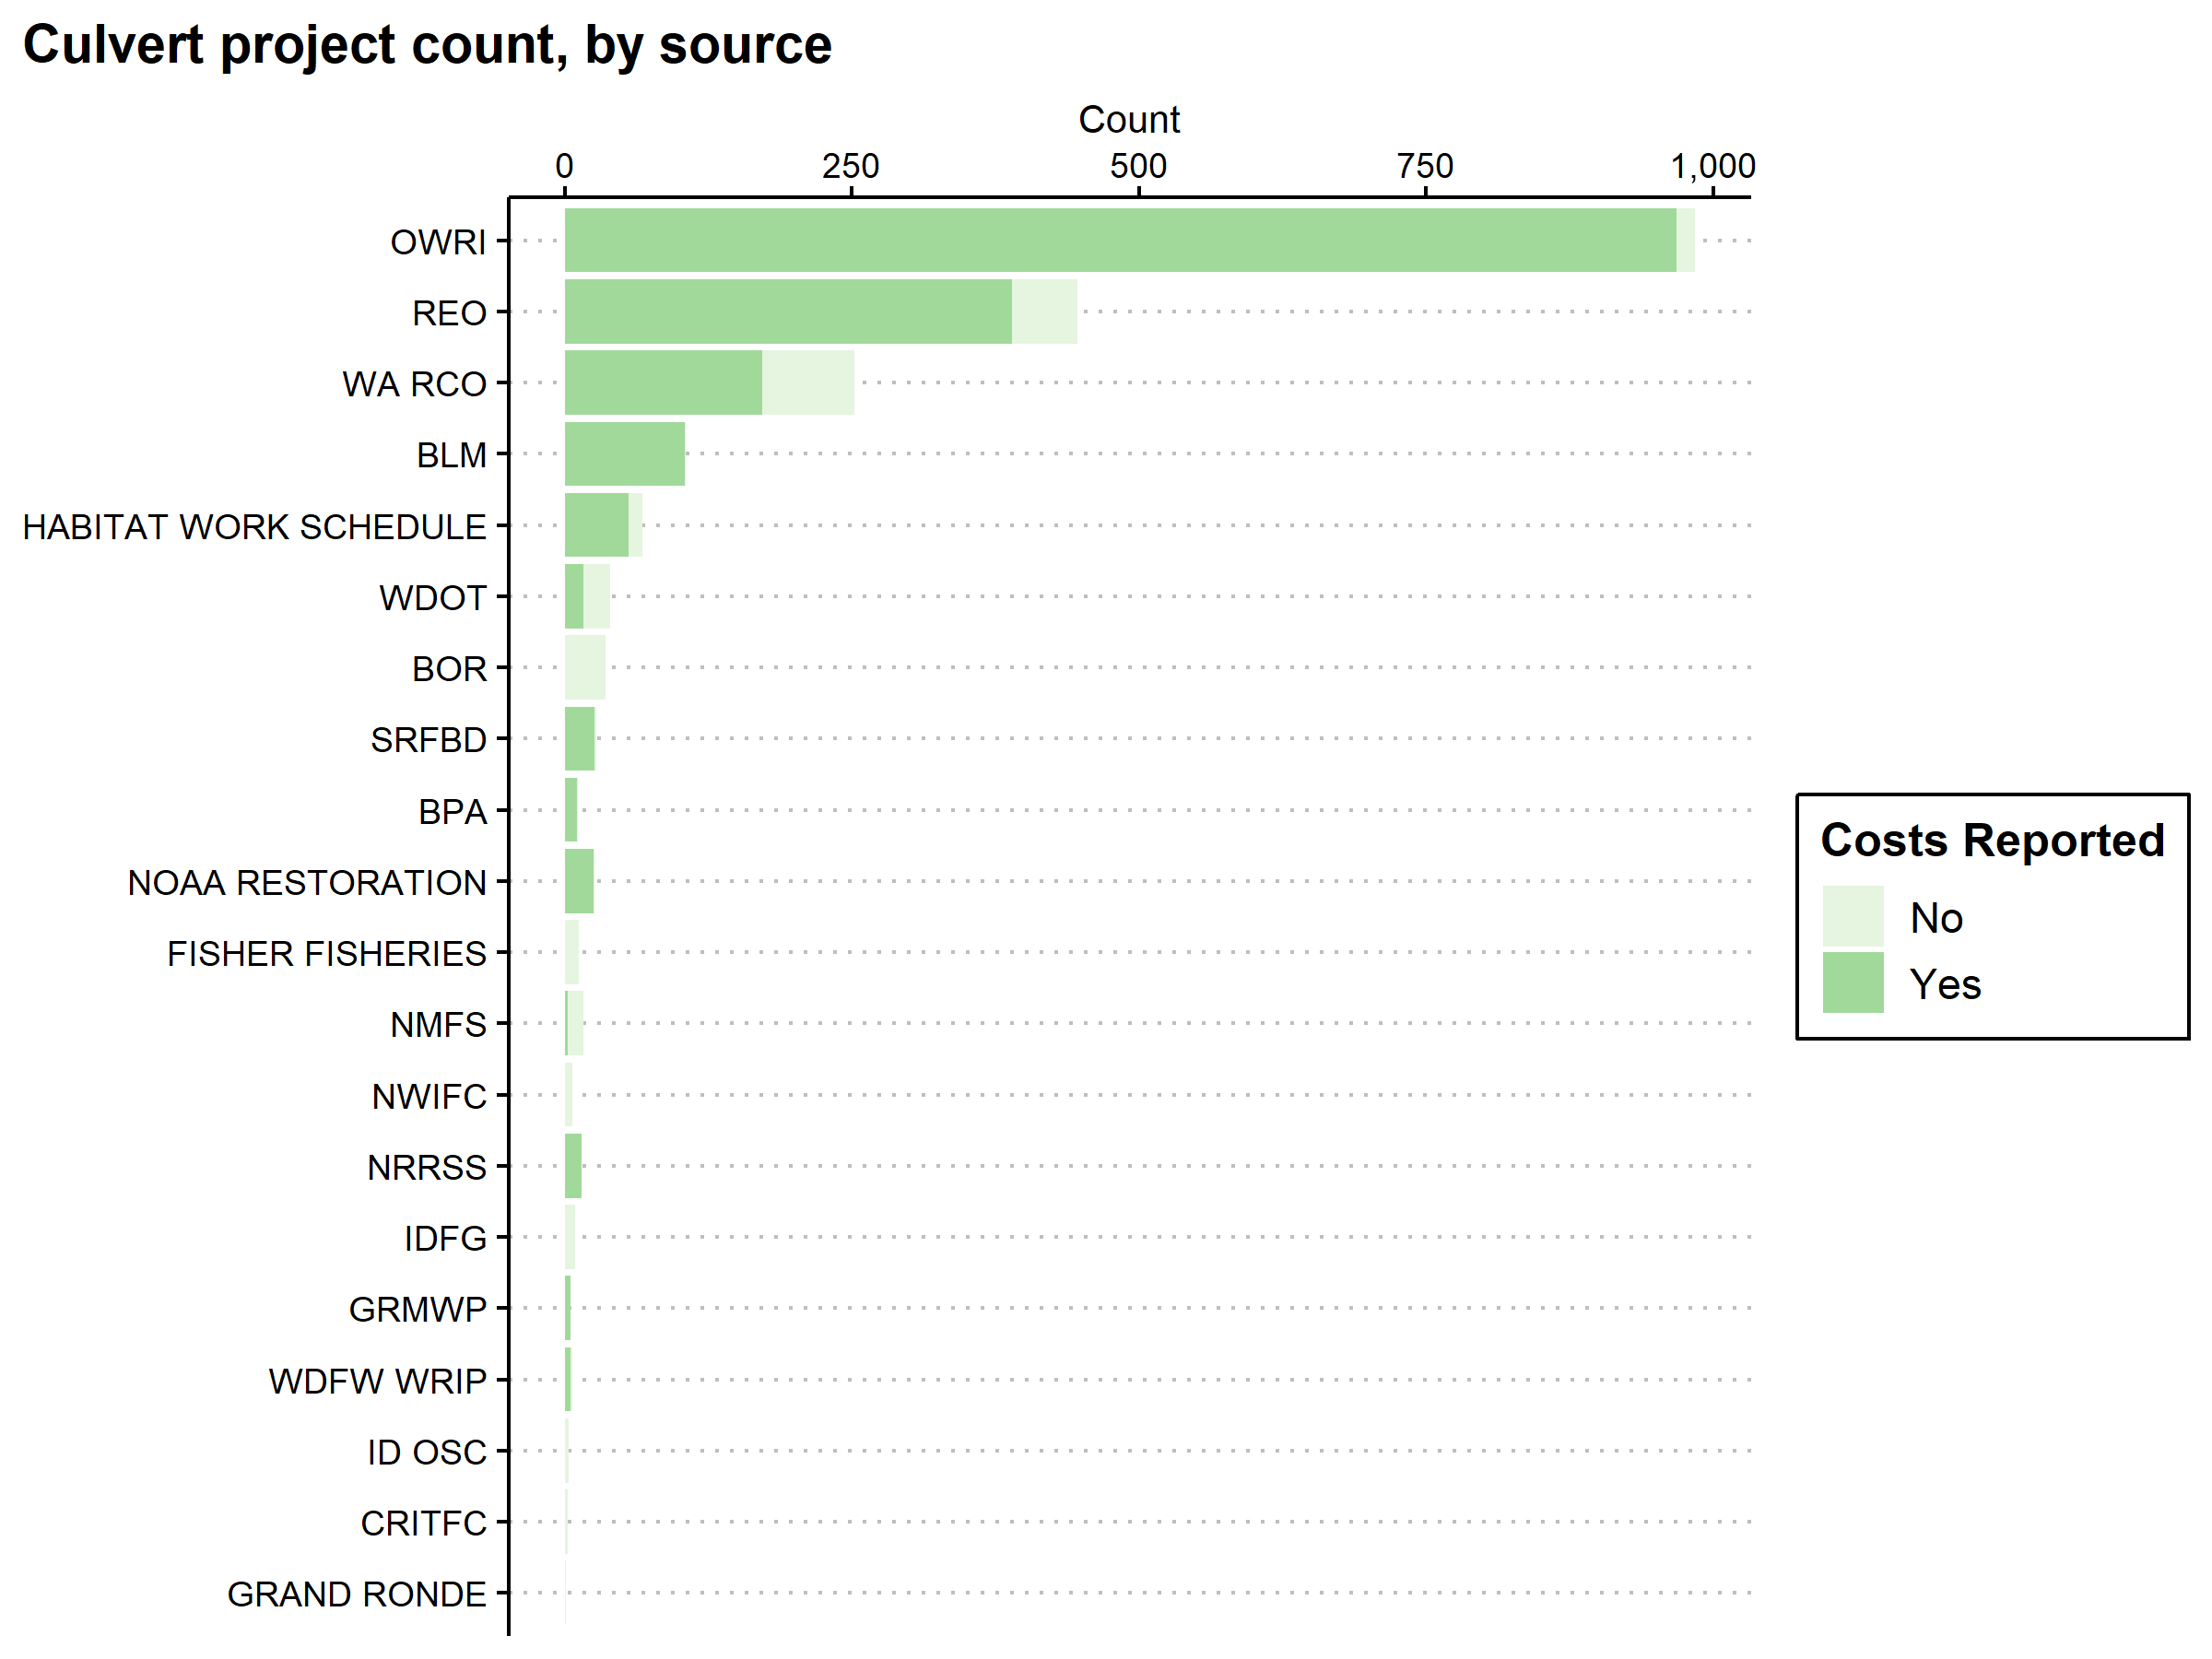 Culvert project count, by source
Count
0 250 500 750 1,000
OWRI
REO
WA RCO
BLM
HABITAT WORK SCHEDULE
WDOT
BOR
SRFBD
BPA
NOAA RESTORATION
FISHER FISHERIES
NMFS
NWIFC
NRRSS
IDFG
GRMWP
WDFW WRIP
ID OSC
CRITFC
GRAND RONDE
Costs Reported
No
Yes